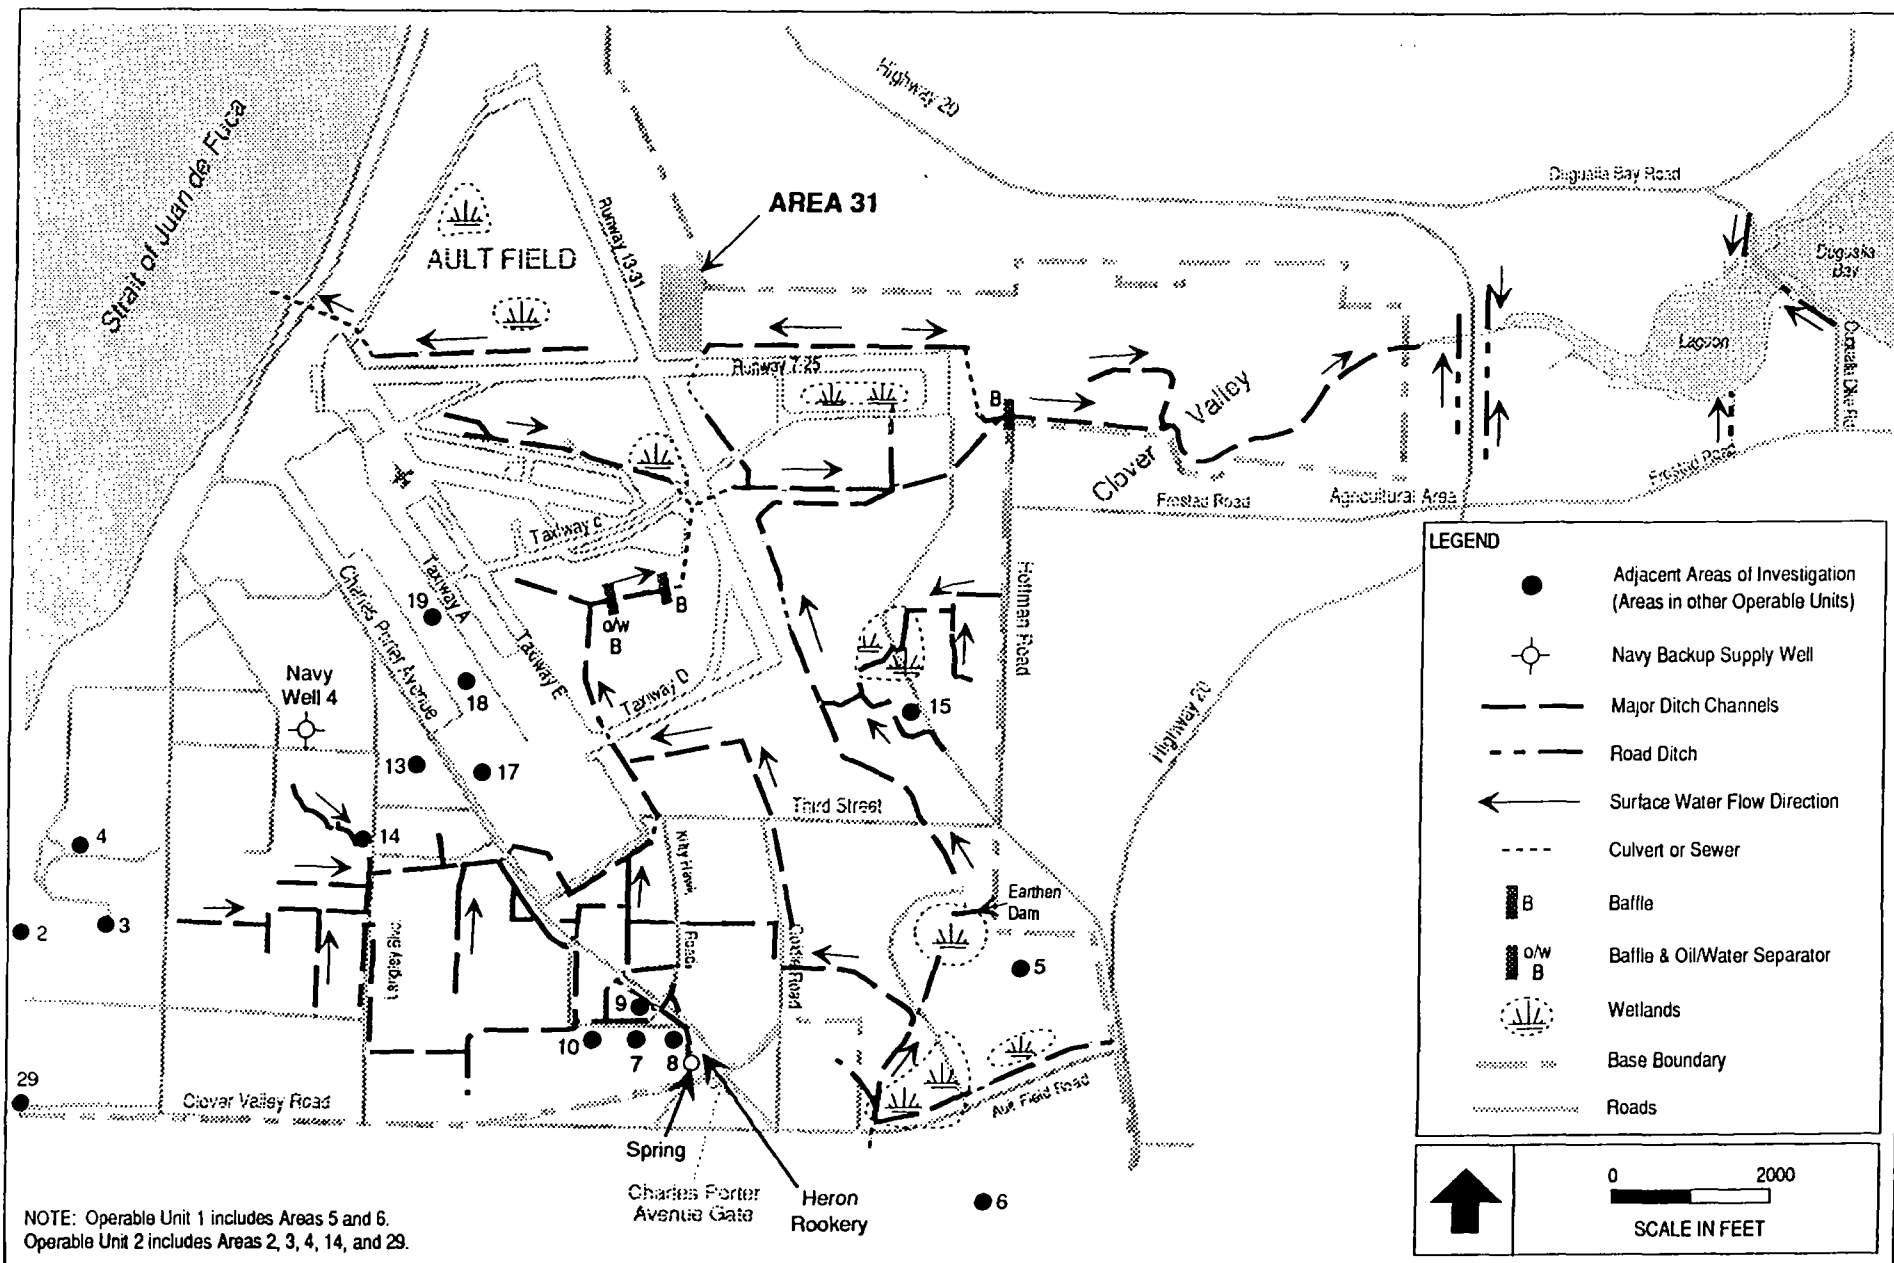 Highway 20
Strait of Juan de Fuca
AREA 31
Dugualla Bay Road
Runway 13-31
AULT FIELD
Dugualla
Bay
Lagoon
Runway 7-25
B
Clover Valley
Frostad Road
Agricultural Area
Frostad Road
Taxiway C
Charles Porter Avenue
Taxiway A
19
o/w
B
B
Hoffman Road
Taxiway E
Navy
Well 4
18
Taxiway D
15
Highway 20
13
17
Third Street
4
14
Kitty Hawk
Road
Earthen
Dam
2
3
Langley Blvd.
Goldie Road
5
9
10
7
8
29
Clover Valley Road
Ault Field Road
Spring
Charles Porter
Avenue Gate
Heron
Rookery
6
NOTE: Operable Unit 1 includes Areas 5 and 6.
Operable Unit 2 includes Areas 2, 3, 4, 14, and 29.
LEGEND
Adjacent Areas of Investigation
(Areas in other Operable Units)
Navy Backup Supply Well
Major Ditch Channels
Road Ditch
Surface Water Flow Direction
Culvert or Sewer
B
Baffle
o/w
B
Baffle & Oil/Water Separator
Wetlands
Base Boundary
Roads
0 2000
SCALE IN FEET